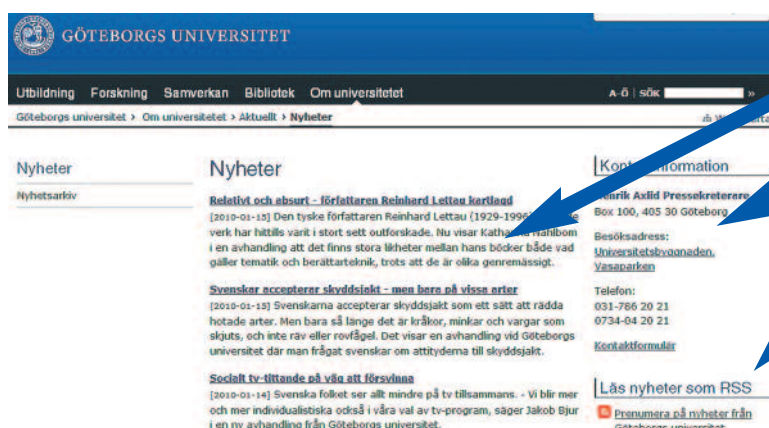 GÖTEBORGS UNIVERSITET
Utbildning Forskning Samverkan Bibliotek Om universitetet
A-Ö | SÖK »
Göteborgs universitet > Om universitetet > Aktuellt > Nyheter
Nyheter
Nyhetsarkiv
Nyheter
Relativt och absurt - författaren Reinhard Lettau kartlagd
[2010-01-15] Den tyske författaren Reinhard Lettau (1929-1996)
verk har hittills varit i stort sett outforskade. Nu visar Katharina Wahlbom
i en avhandling att det finns stora likheter mellan hans böcker både vad
gäller tematik och berättarteknik, trots att de är olika genremässigt.
Svenskar accepterar skyddsjakt - men bara på vissa arter
[2010-01-15] Svenskarna accepterar skyddsjakt som ett sätt att rädda
hotade arter. Men bara så länge det är kråkor, minkar och vargar som
skjuts, och inte räv eller rovfågel. Det visar en avhandling vid Göteborgs
universitet där man frågat svenskar om attityderna till skyddsjakt.
Socialt tv-tittande på väg att försvinna
[2010-01-14] Svenska folket ser allt mindre på tv tillsammans. - Vi blir mer
och mer individualistiska också i våra val av tv-program, säger Jakob Bjur
i en ny avhandling från Göteborgs universitet.
Kontaktinformation
Henrik Axlid Pressekreterare
Box 100, 405 30 Göteborg
Besöksadress:
Universitetsbyggnaden,
Vasaparken
Telefon:
031-786 20 21
0734-04 20 21
Kontaktformulär
Läs nyheter som RSS
Prenumera på nyheter från
Göteborgs universitet